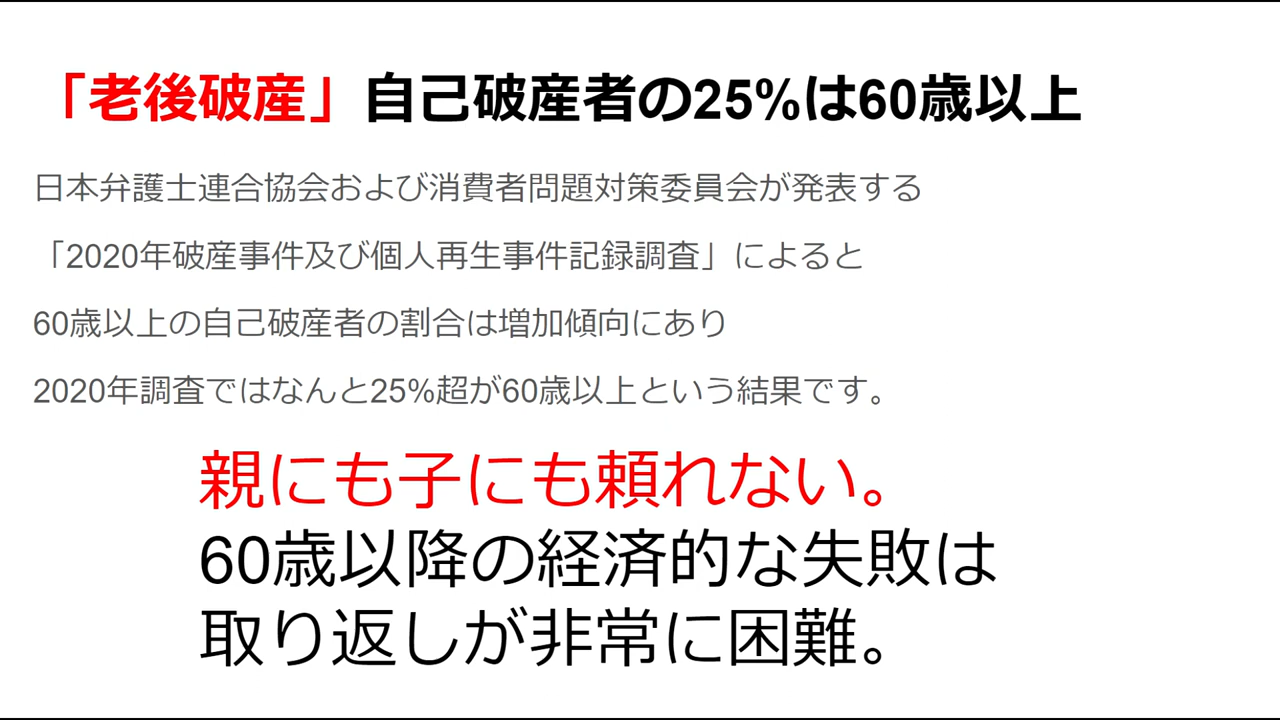 「老後破産」自己破産者の25%は60歳以上
日本弁護士連合協会および消費者問題対策委員会が発表する
「2020年破産事件及び個人再生事件記録調査」によると
60歳以上の自己破産者の割合は増加傾向にあり
2020年調査ではなんと25%超が60歳以上という結果です。
親にも子にも頼れない。
60歳以降の経済的な失敗は
取り返しが非常に困難。